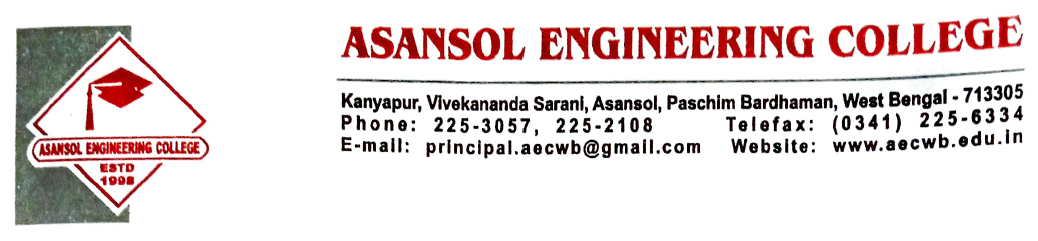 ASANSOL ENGINEERING COLLEGE
ESTD
1998
ASANSOL ENGINEERING COLLEGE
Kanyapur, Vivekananda Sarani, Asansol, Paschim Bardhaman, West Bengal - 713305
Phone: 225-3057, 225-2108 Telefax: (0341) 225-6334
E-mail: principal.aecwb@gmail.com Website: www.aecwb.edu.in